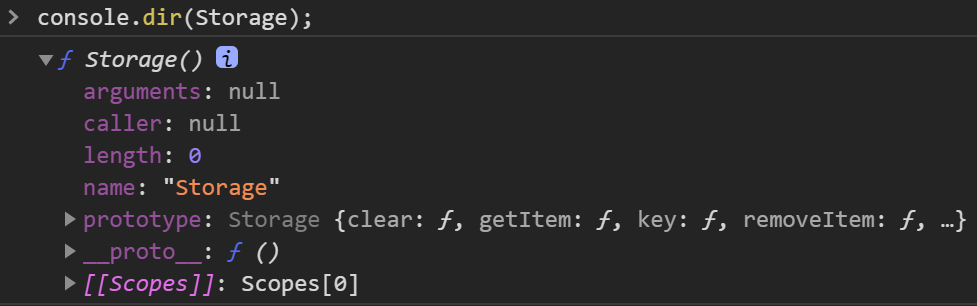 > console.dir(Storage);
▼ƒ Storage() i
arguments: null
caller: null
length: 0
name: "Storage"
▶prototype: Storage {clear: ƒ, getItem: ƒ, key: ƒ, removeItem: ƒ, …}
▶__proto__: ƒ ()
▶[[Scopes]]: Scopes[0]